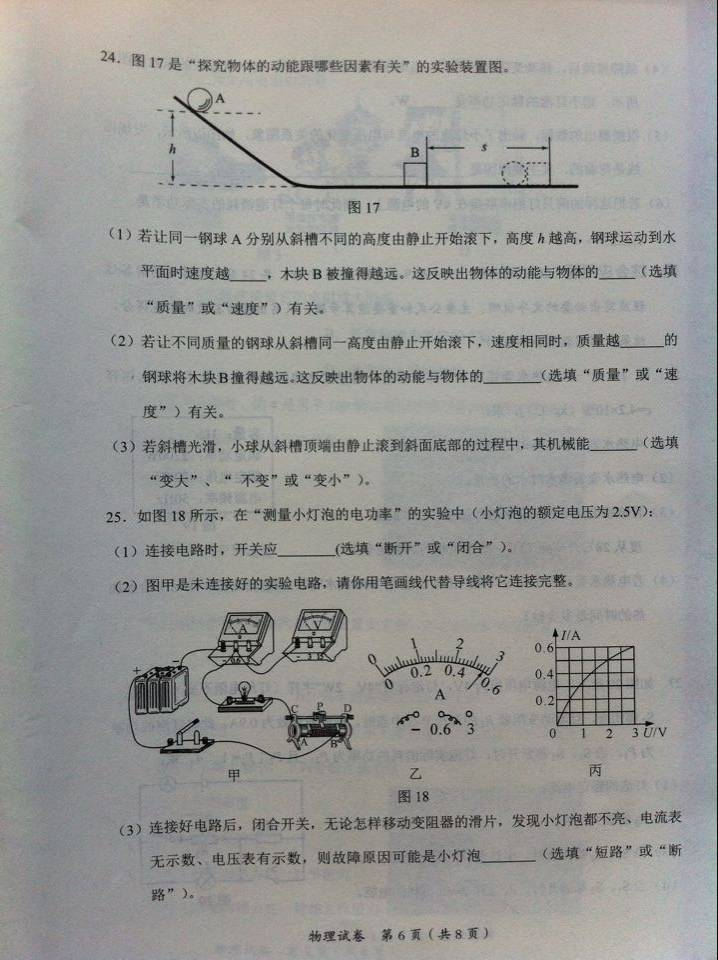 24. 图 17 是“探究物体的动能跟哪些因素有关”的实验装置图。
A
h
B
s
图 17
（1）若让同一钢球 A 分别从斜槽不同的高度由静止开始滚下，高度 h 越高，钢球运动到水
平面时速度越_____，木块 B 被撞得越远。这反映出物体的动能与物体的_____（选填
“质量”或“速度”）有关。
（2）若让不同质量的钢球从斜槽同一高度由静止开始滚下，速度相同时，质量越______的
钢球将木块B撞得越远。这反映出物体的动能与物体的________（选填“质量”或“速
度”）有关。
（3）若斜槽光滑，小球从斜槽顶端由静止滚到斜面底部的过程中，其机械能______（选填
“变大”、“ 不变”或“变小”）。
25．如图 18 所示，在“测量小灯泡的电功率”的实验中（小灯泡的额定电压为 2.5V）：
（1）连接电路时，开关应________(选填“断开”或“闭合”）。
（2）图甲是未连接好的实验电路，请你用笔画线代替导线将它连接完整。
A V
+ −
C P D
A B
甲
0 1 2 3
0 0.2 0.4 0.6
A
− 0.6 3
乙
I/A
0.6
0.4
0.2
0 1 2 3 U/V
丙
图 18
（3）连接好电路后，闭合开关，无论怎样移动变阻器的滑片，发现小灯泡都不亮、电流表
无示数、电压表有示数，则故障原因可能是小灯泡_______（选填“短路”或“断
路”）。
物理试卷 第 6 页（共 8 页）